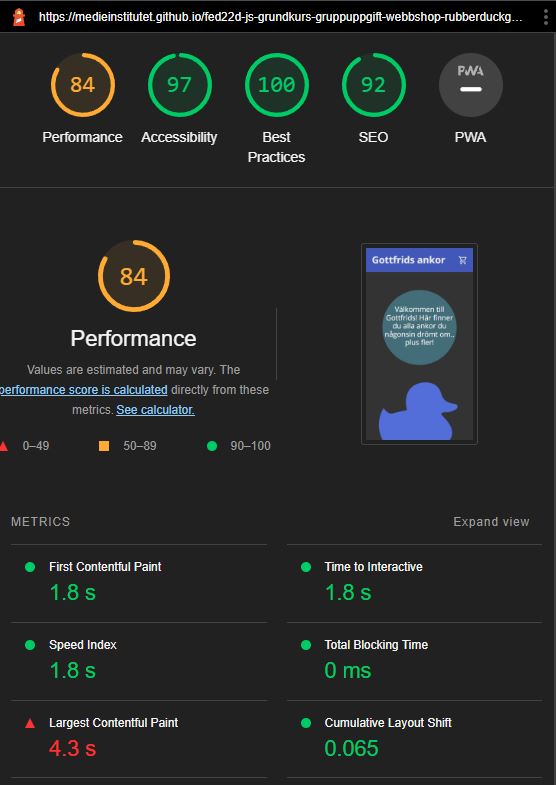 https://medieinstitutet.github.io/fed22d-js-grundkurs-gruppuppgift-webbshop-rubberduckg…
84
97
100
92
PWA
Performance
Accessibility
Best
Practices
SEO
PWA
84
Performance
Values are estimated and may vary. The
performance score is calculated directly from these
metrics. See calculator.
0–49
50–89
90–100
Gottfrids ankor
Välkommen till
Gottfrids! Här finner
du alla ankor du
någonsin drömt om..
plus fler!
METRICS
Expand view
First Contentful Paint
1.8 s
Time to Interactive
1.8 s
Speed Index
1.8 s
Total Blocking Time
0 ms
Largest Contentful Paint
4.3 s
Cumulative Layout Shift
0.065